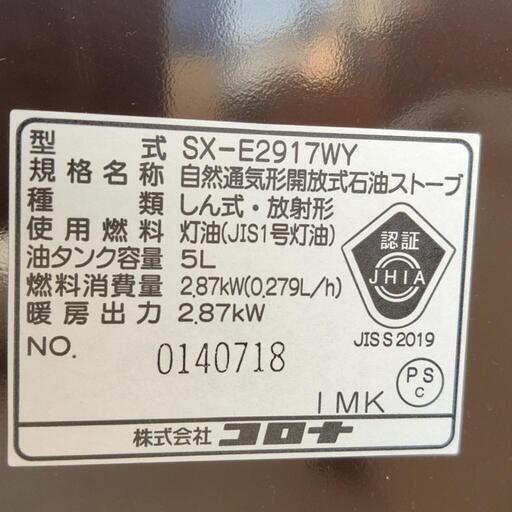 型式 SX-E2917WY
規格名称 自然通気形開放式石油ストーブ
種類 しん式・放射形
使用燃料 灯油(JIS1号灯油)
油タンク容量 5L
燃料消費量 2.87kW(0.279L/h)
暖房出力 2.87kW
認証
JHIA
JIS S 2019
NO. 0140718
PS
C
IMK
株式会社 コロナ